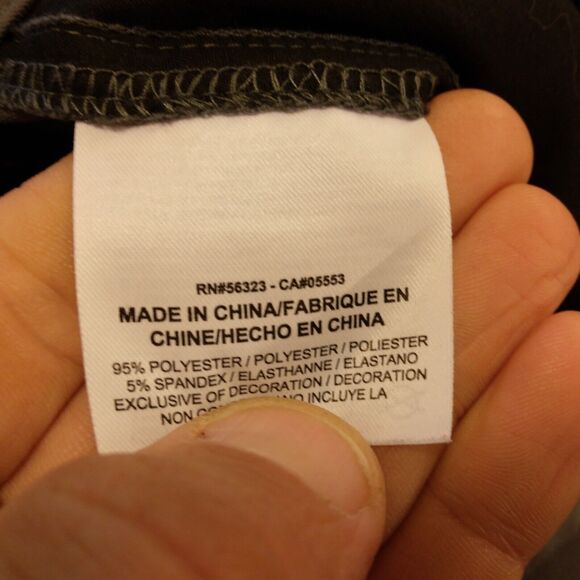 RN#56323 - CA#05553
MADE IN CHINA/FABRIQUE EN
CHINE/HECHO EN CHINA
95% POLYESTER / POLYESTER / POLIESTER
5% SPANDEX / ELASTHANNE / ELASTANO
EXCLUSIVE OF DECORATION / DECORATION
NON INCLUYE LA